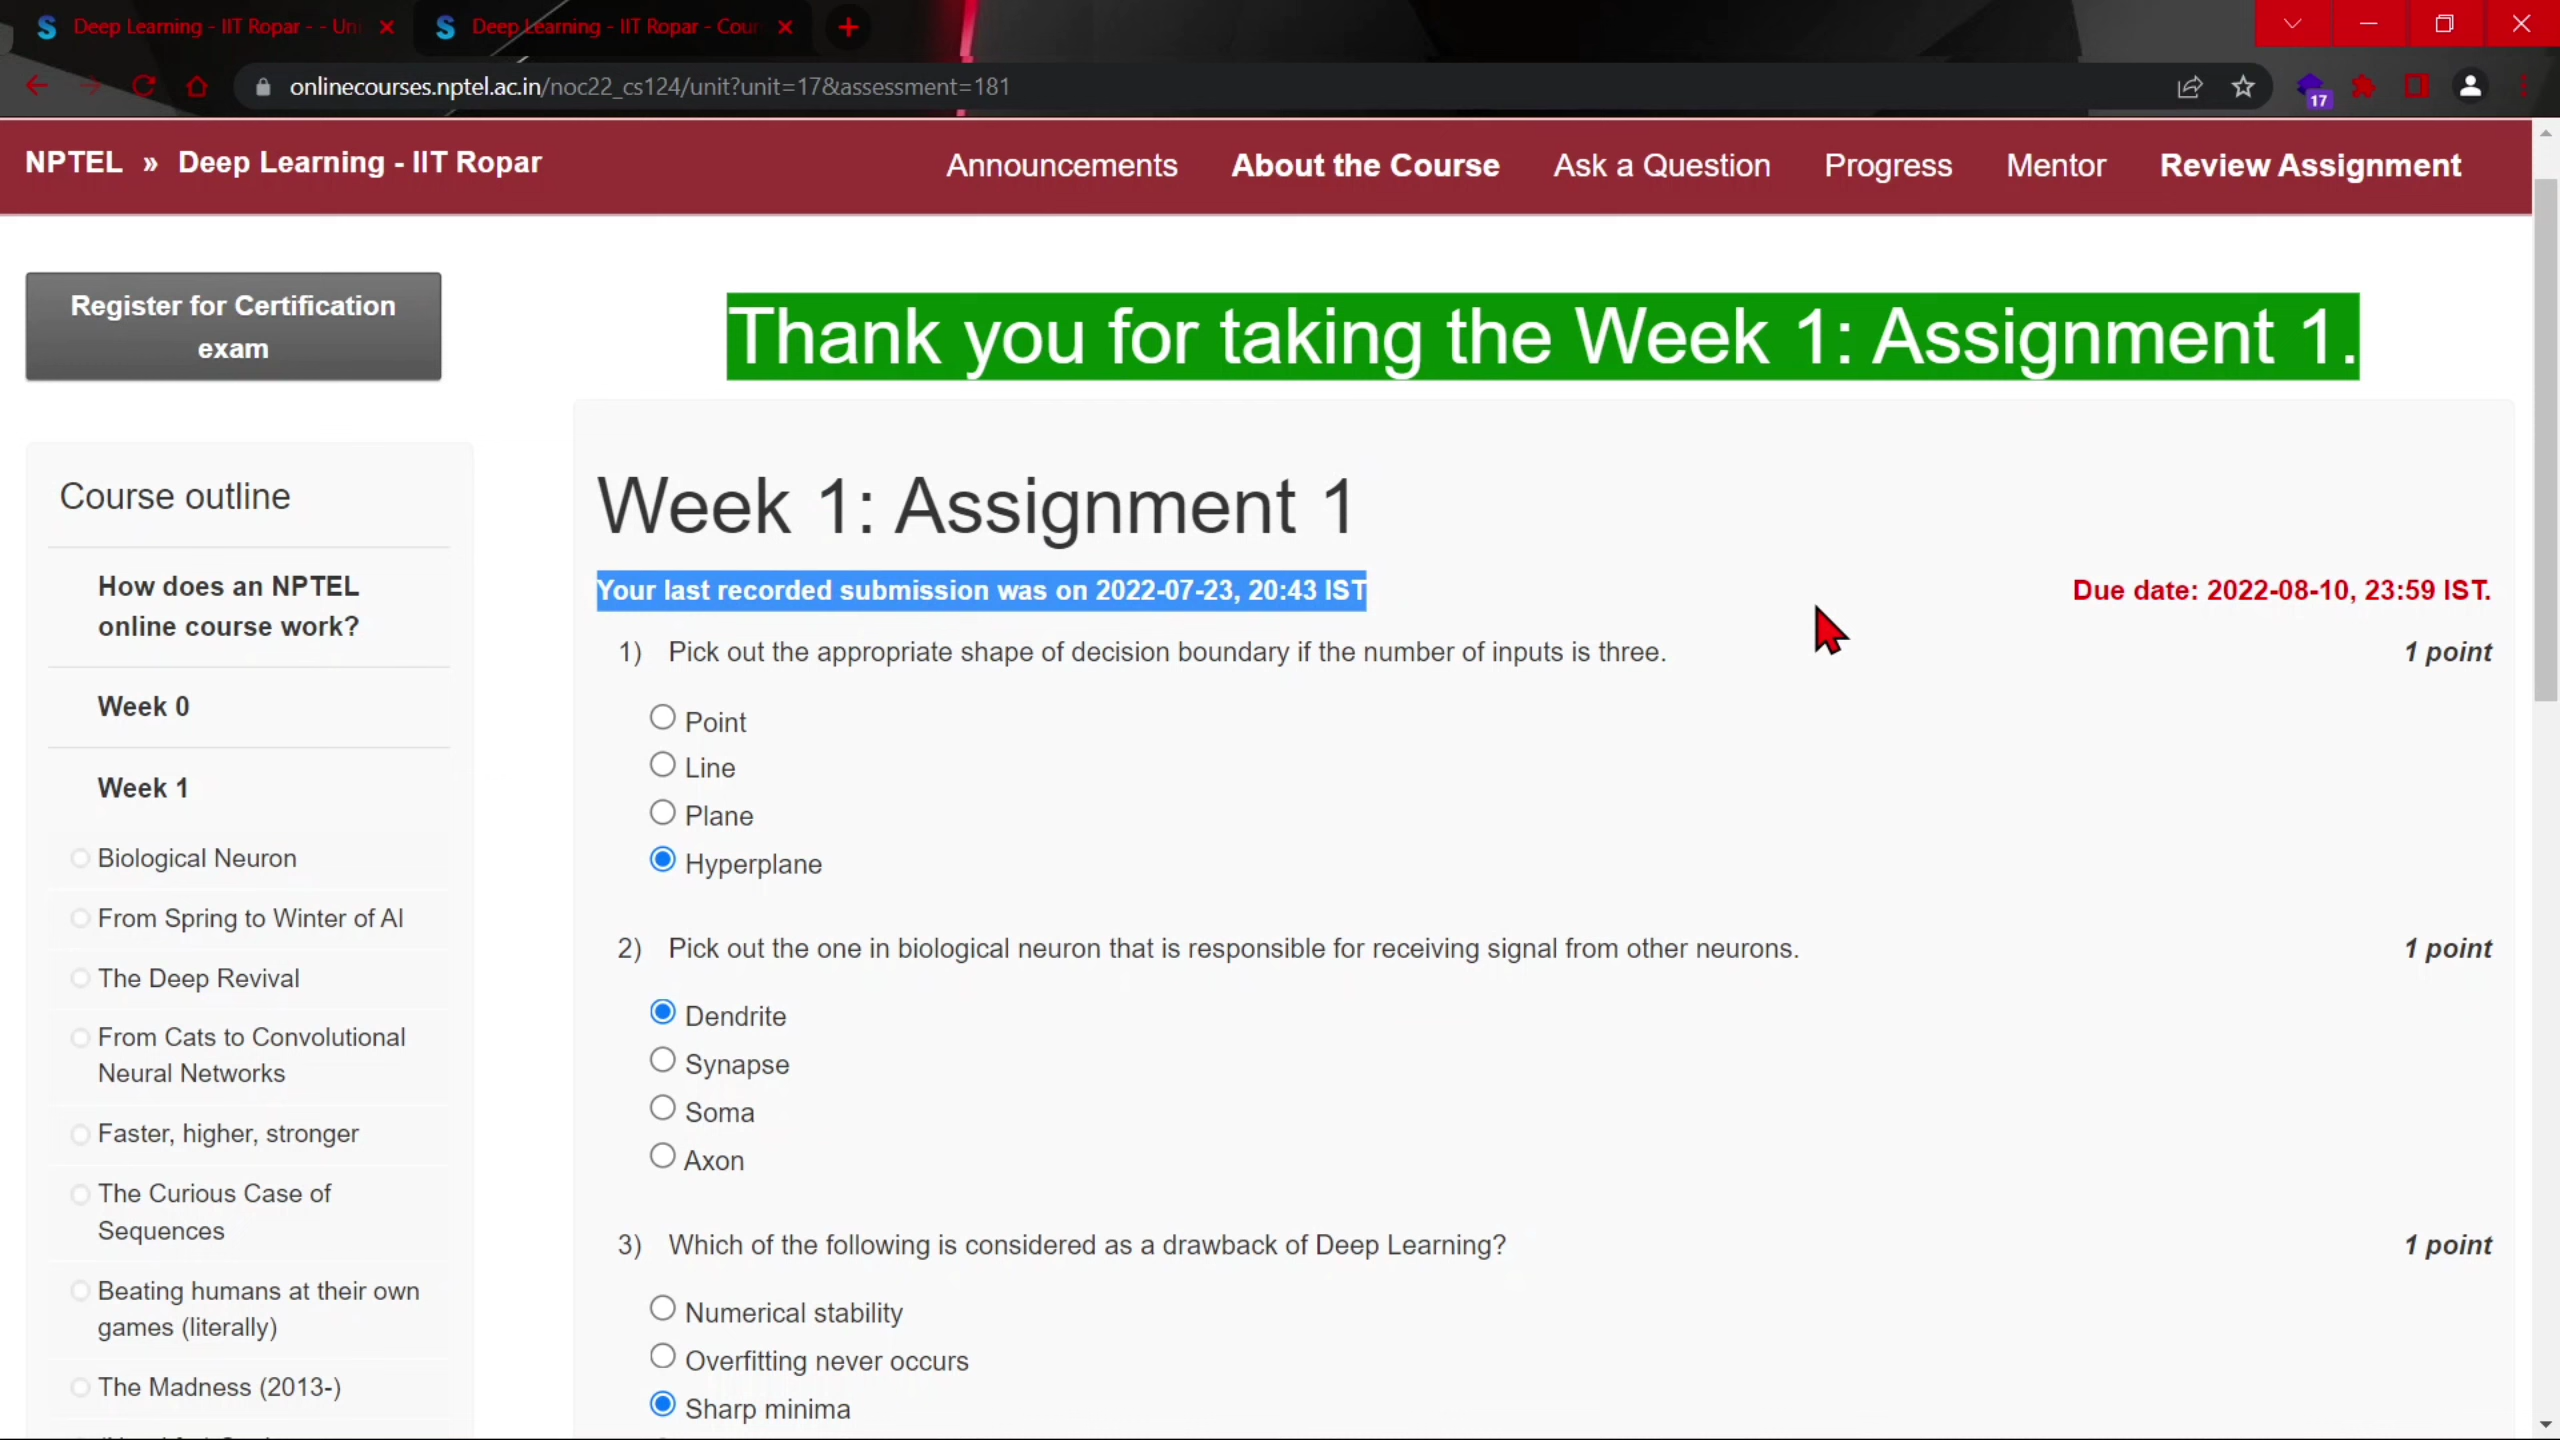 Deep Learning - IIT Ropar - - Un
Deep Learning - IIT Ropar - Cour
onlinecourses.nptel.ac.in/noc22_cs124/unit?unit=17&assessment=181
17
NPTEL » Deep Learning - IIT Ropar
Announcements About the Course Ask a Question Progress Mentor Review Assignment
Register for Certification
exam
Thank you for taking the Week 1: Assignment 1.
Course outline
How does an NPTEL
online course work?
Week 0
Week 1
Biological Neuron
From Spring to Winter of AI
The Deep Revival
From Cats to Convolutional
Neural Networks
Faster, higher, stronger
The Curious Case of
Sequences
Beating humans at their own
games (literally)
The Madness (2013-)
Week 1: Assignment 1
Your last recorded submission was on 2022-07-23, 20:43 IST
Due date: 2022-08-10, 23:59 IST.
1) Pick out the appropriate shape of decision boundary if the number of inputs is three.
1 point
Point
Line
Plane
Hyperplane
2) Pick out the one in biological neuron that is responsible for receiving signal from other neurons.
1 point
Dendrite
Synapse
Soma
Axon
3) Which of the following is considered as a drawback of Deep Learning?
1 point
Numerical stability
Overfitting never occurs
Sharp minima